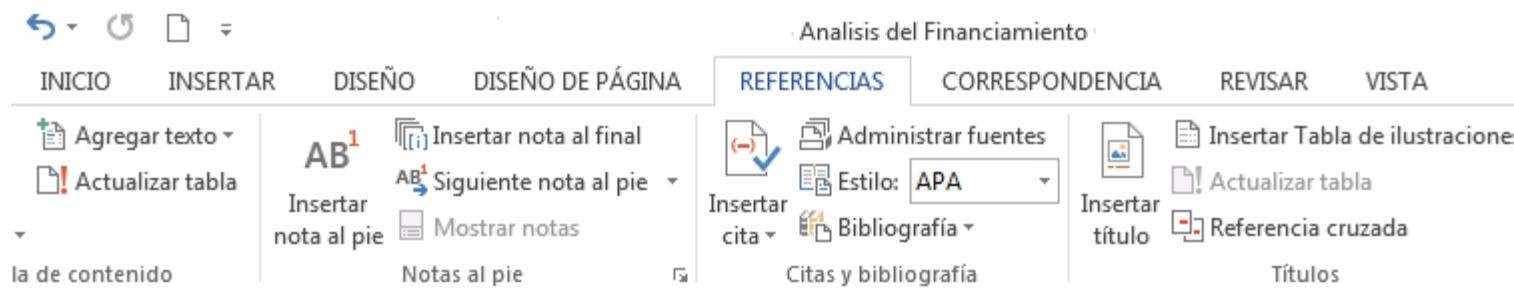 Analisis del Financiamiento
INICIO INSERTAR DISEÑO DISEÑO DE PÁGINA REFERENCIAS CORRESPONDENCIA REVISAR VISTA
Agregar texto
Actualizar tabla
la de contenido
AB1
Insertar
nota al pie
[i] Insertar nota al final
AB1 Siguiente nota al pie
Mostrar notas
Notas al pie
(-)
Insertar
cita
Administrar fuentes
Estilo: APA
Bibliografía
Citas y bibliografía
Insertar
título
Insertar Tabla de ilustraciones
Actualizar tabla
Referencia cruzada
Títulos